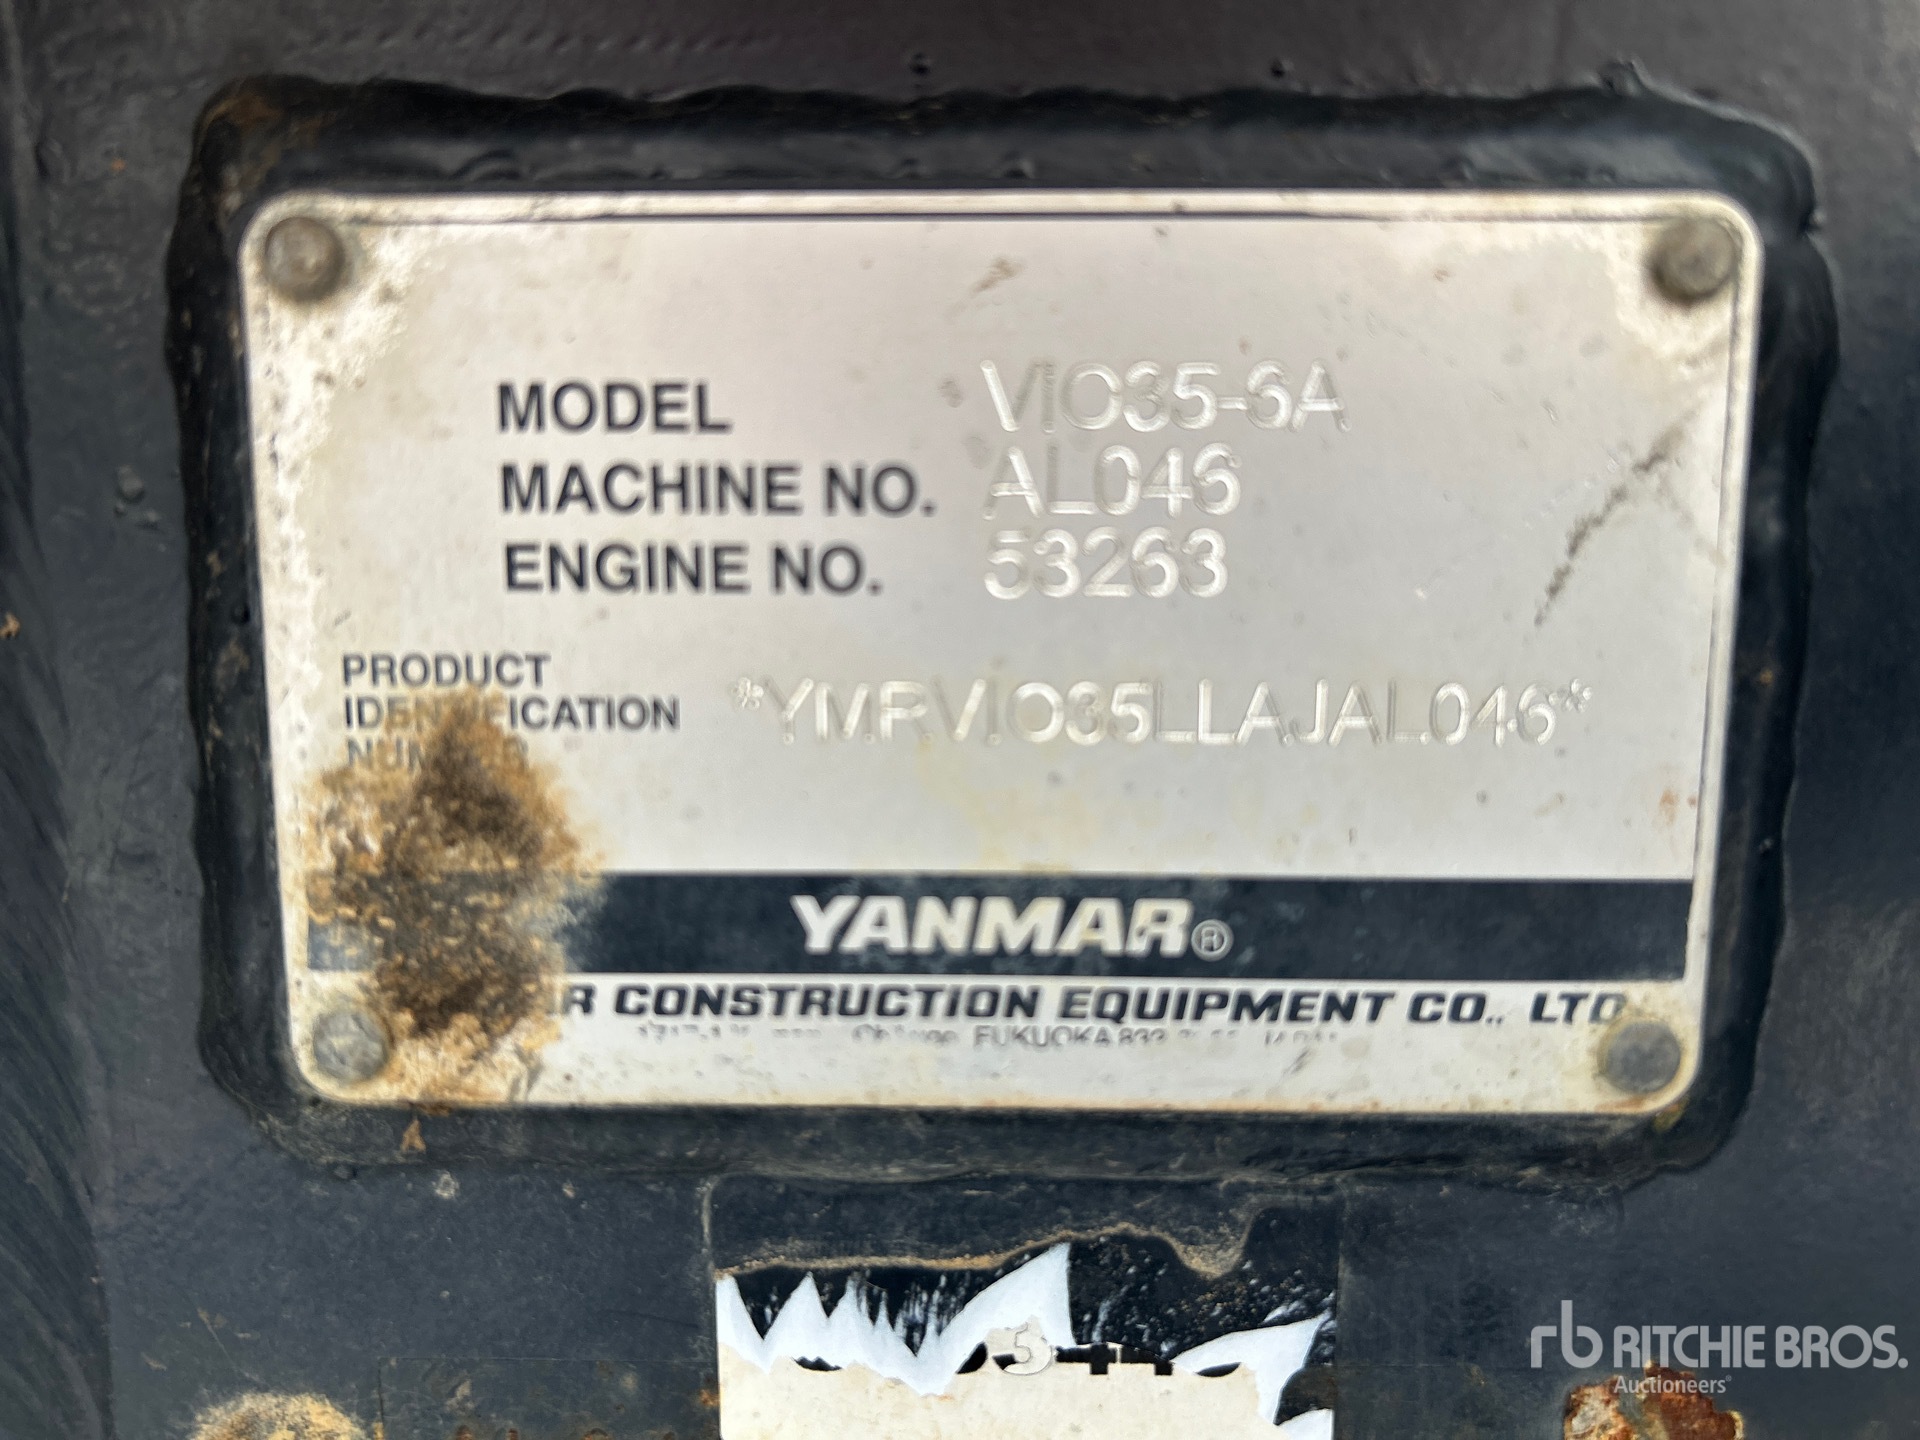 MODEL VIO35-6A
MACHINE NO. AL046
ENGINE NO. 53263
PRODUCT
IDENTIFICATION *YMRVIO35LLAJAL046*
YANMAR®
CONSTRUCTION EQUIPMENT CO., LTD
FUKUOKA
rb RITCHIE BROS.
Auctioneers®